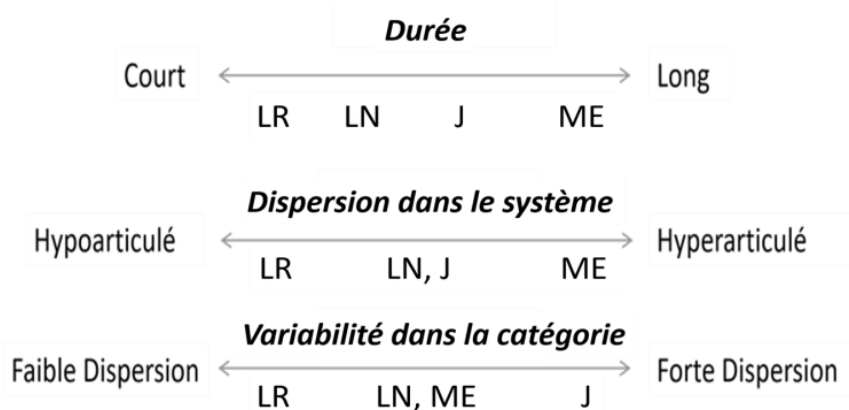 Durée
Court Long
LR LN J ME
Dispersion dans le système
Hypoarticulé Hyperarticulé
LR LN, J ME
Variabilité dans la catégorie
Faible Dispersion Forte Dispersion
LR LN, ME J